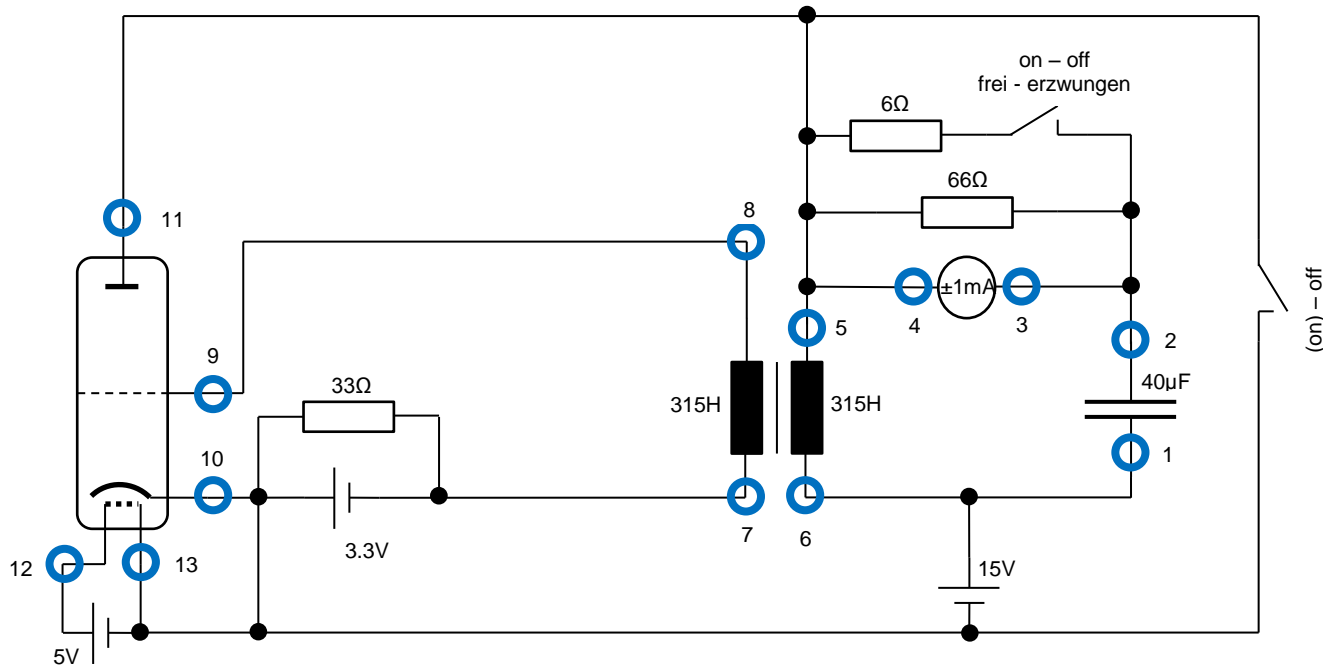 on – off
frei - erzwungen
6Ω
66Ω
11
8
±1mA
(on) – off
5
4
3
2
9
33Ω
315H
315H
40µF
10
1
7
6
3.3V
12
13
15V
5V